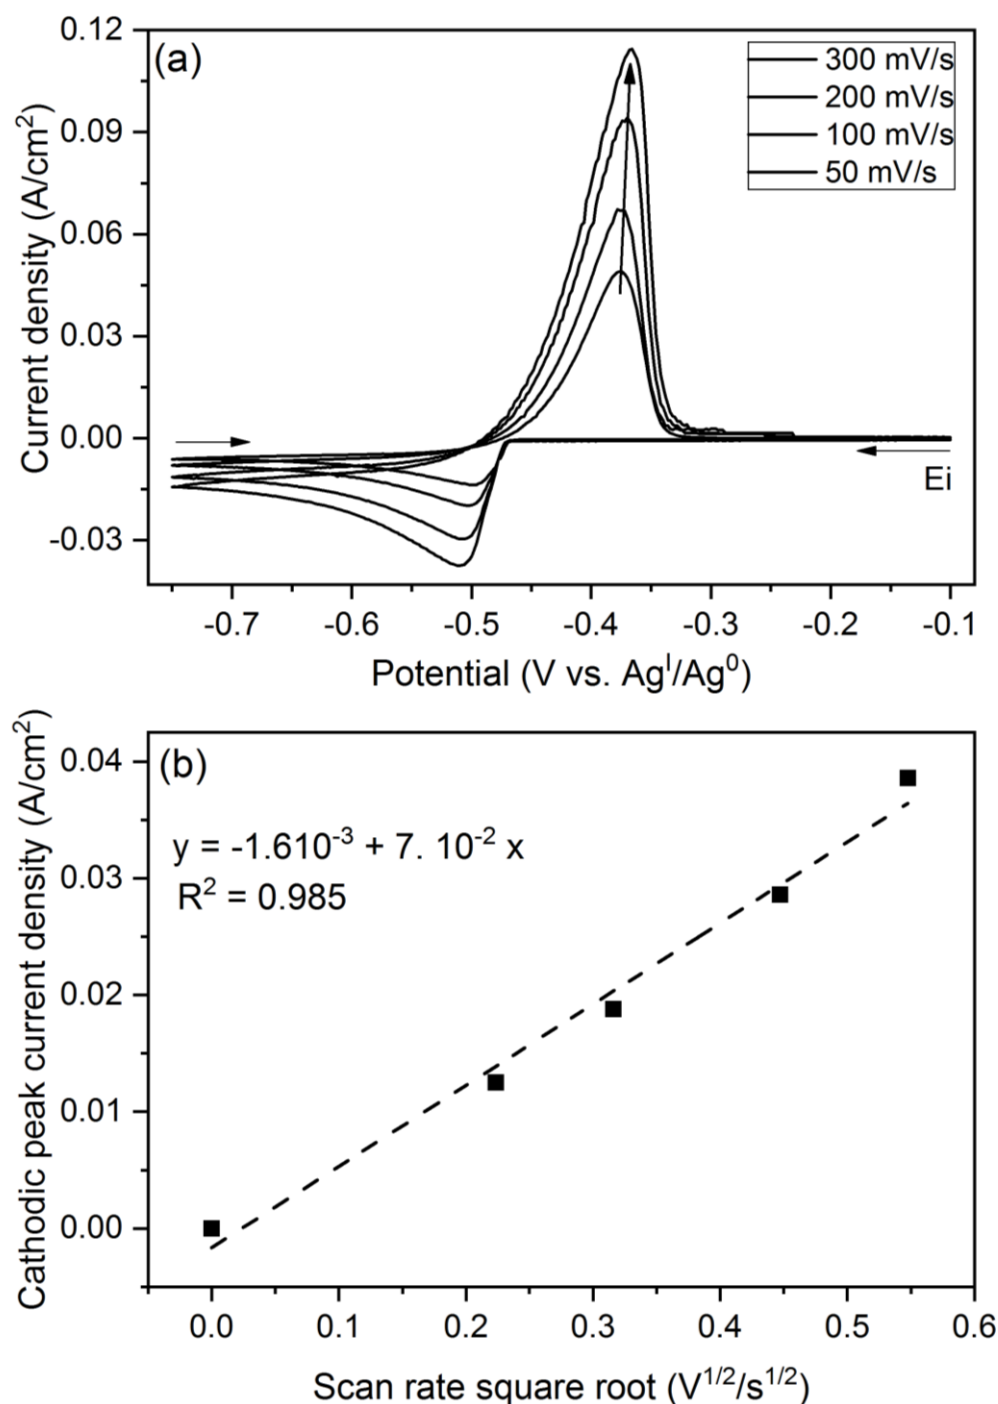 (a)
300 mV/s
200 mV/s
100 mV/s
50 mV/s
0.12
0.09
0.06
0.03
0.00
-0.03
Current density (A/cm²)
Ei
-0.7 -0.6 -0.5 -0.4 -0.3 -0.2 -0.1
Potential (V vs. Agᴵ/Ag⁰)
(b)
y = -1.610⁻³ + 7. 10⁻² x
R² = 0.985
0.04
0.03
0.02
0.01
0.00
Cathodic peak current density (A/cm²)
0.0 0.1 0.2 0.3 0.4 0.5 0.6
Scan rate square root (V¹ᐟ²/s¹ᐟ²)